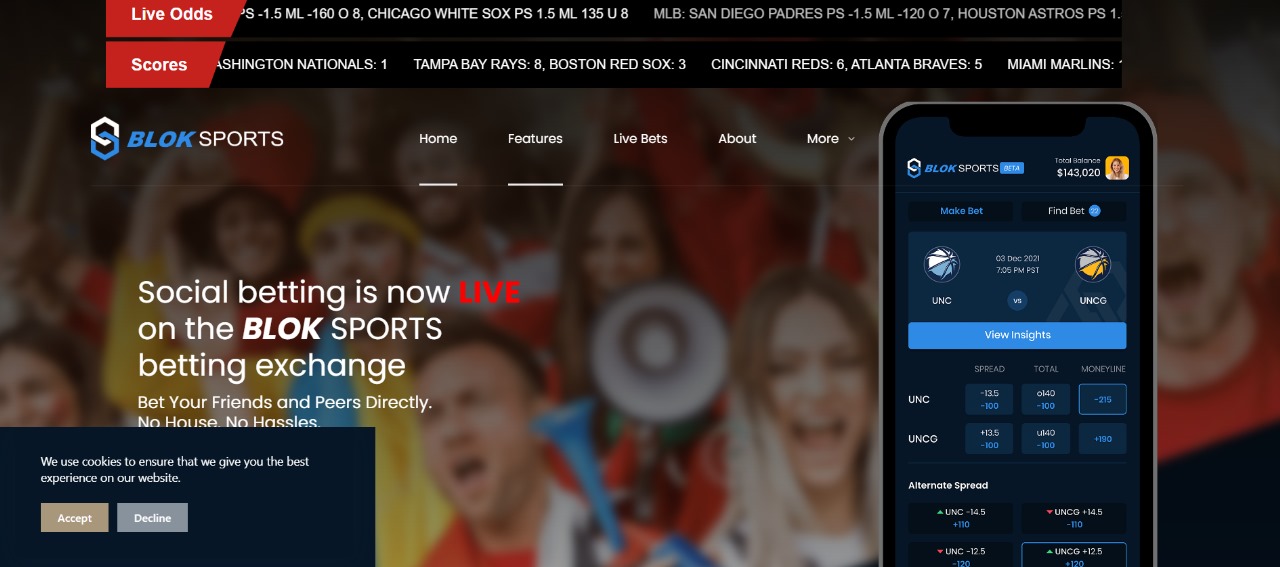 Live Odds
PS -1.5 ML -160 O 8, CHICAGO WHITE SOX PS 1.5 ML 135 U 8 MLB: SAN DIEGO PADRES PS -1.5 ML -120 O 7, HOUSTON ASTROS PS 1.
Scores
ASHINGTON NATIONALS: 1 TAMPA BAY RAYS: 8, BOSTON RED SOX: 3 CINCINNATI REDS: 6, ATLANTA BRAVES: 5 MIAMI MARLINS:
BLOK SPORTS
Home Features Live Bets About More
Social betting is now LIVE
on the BLOK SPORTS
betting exchange
Bet Your Friends and Peers Directly.
No House. No Hassles.
We use cookies to ensure that we give you the best
experience on our website.
Accept Decline
BLOK SPORTS BETA
Total Balance
$143,020
Make Bet Find Bet 22
03 Dec 2021
7:05 PM PST
UNC vs UNCG
View Insights
SPREAD TOTAL MONEYLINE
UNC -13.5 -100 o140 -100 -215
UNCG +13.5 -100 u140 -100 +190
Alternate Spread
UNC -14.5 UNCG +14.5
+110 -110
UNC -12.5 UNCG +12.5
-120 +120